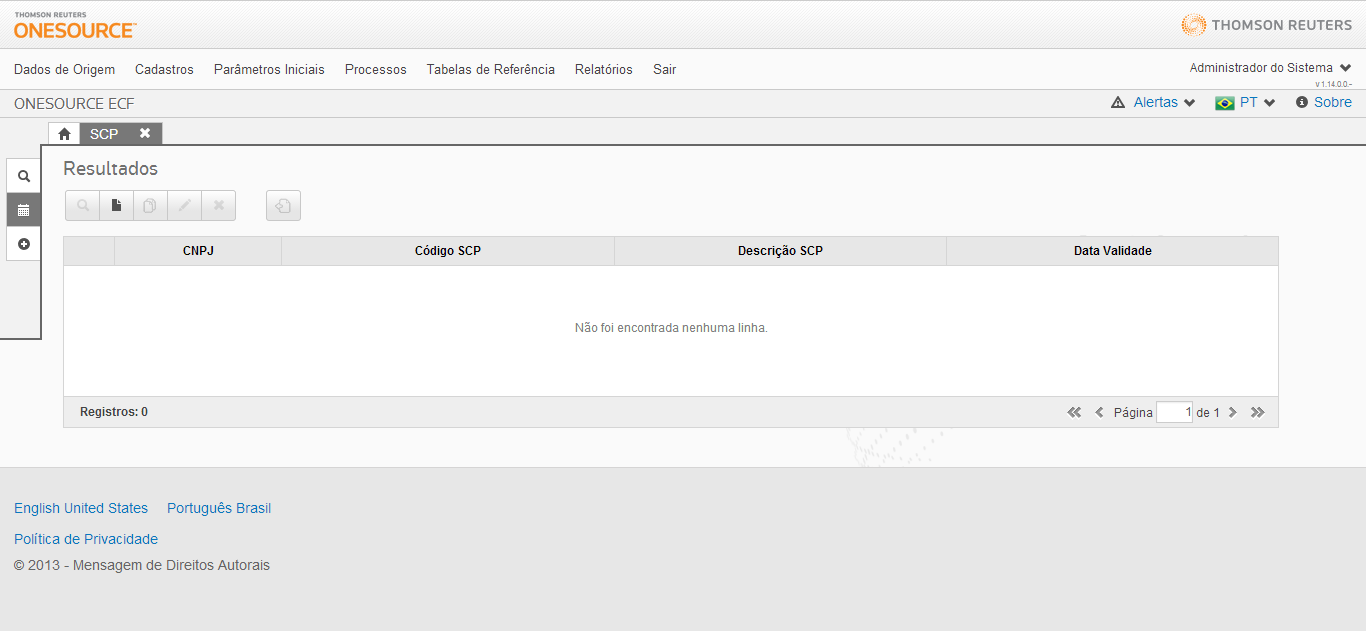 THOMSON REUTERS
ONESOURCE™
THOMSON REUTERS
Dados de Origem Cadastros Parâmetros Iniciais Processos Tabelas de Referência Relatórios Sair
Administrador do Sistema
v 1.14.0.0.--
ONESOURCE ECF
Alertas PT Sobre
SCP
Resultados
CNPJ Código SCP Descrição SCP Data Validade
Não foi encontrada nenhuma linha.
Registros: 0
Página 1 de 1
English United States Português Brasil
Política de Privacidade
© 2013 - Mensagem de Direitos Autorais